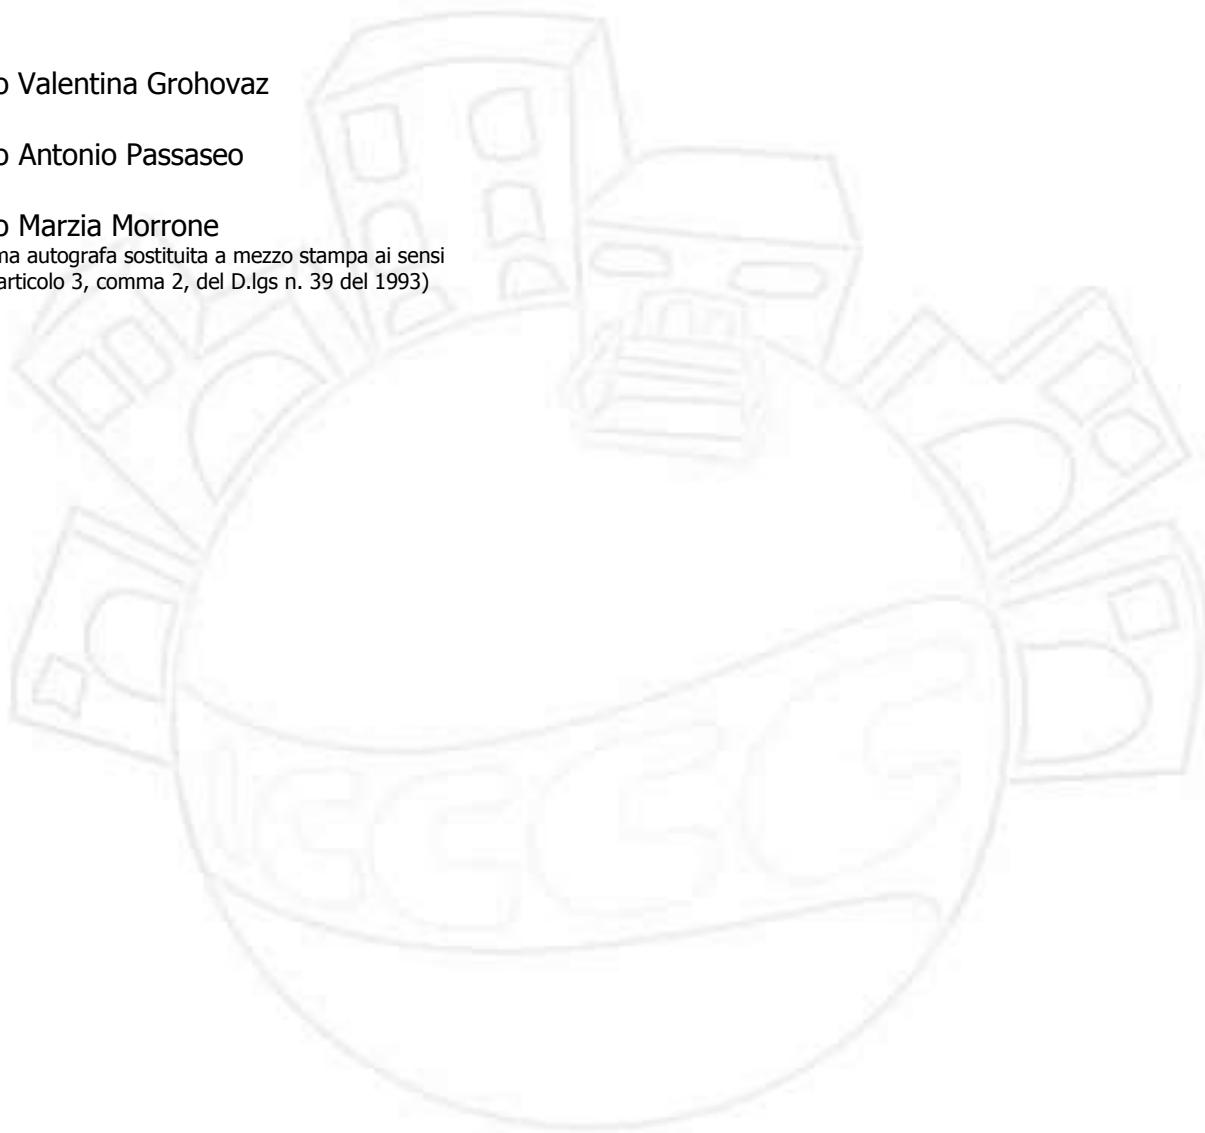 o Valentina Grohovaz
o Antonio Passaseo
o Marzia Morrone
ma autografa sostituita a mezzo stampa ai sensi
articolo 3, comma 2, del D.lgs n. 39 del 1993)